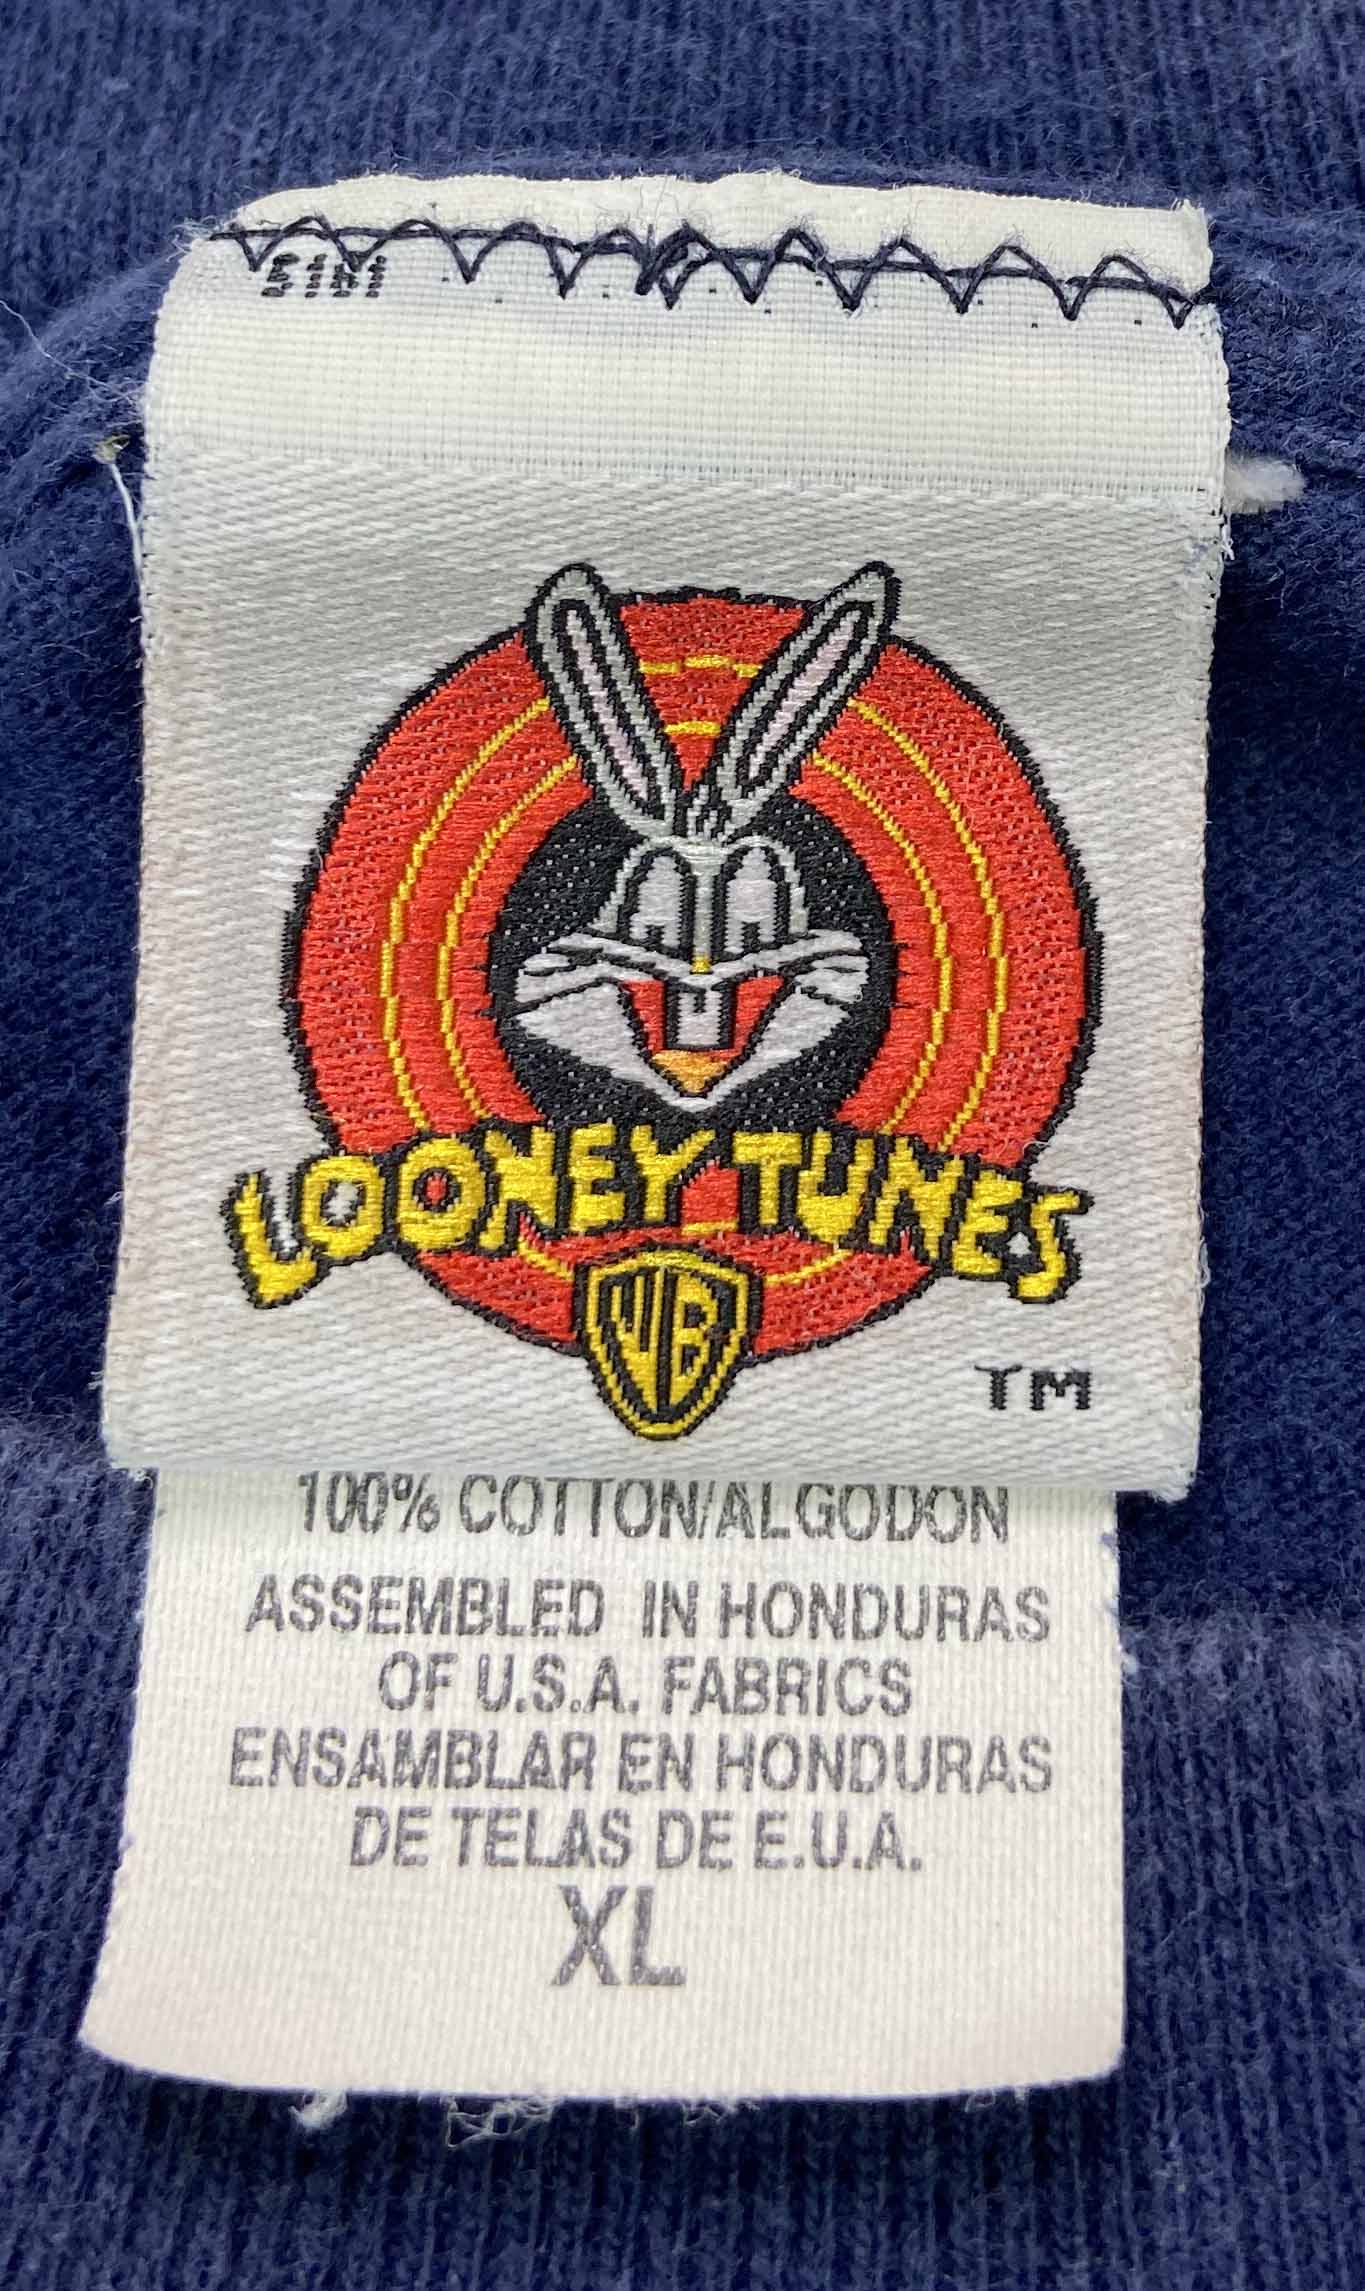 LOONEY TUNES
WB
TM
100% COTTON/ALGODON
ASSEMBLED IN HONDURAS
OF U.S.A. FABRICS
ENSAMBLAR EN HONDURAS
DE TELAS DE E.U.A.
XL